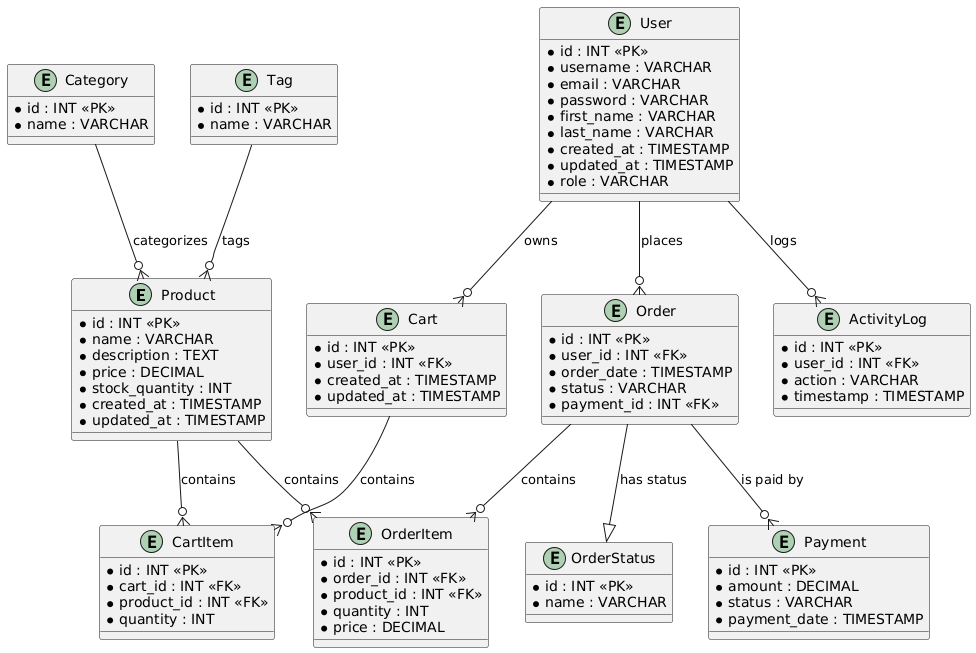 E User
* id : INT «PK»
* username : VARCHAR
* email : VARCHAR
* password : VARCHAR
* first_name : VARCHAR
* last_name : VARCHAR
* created_at : TIMESTAMP
* updated_at : TIMESTAMP
* role : VARCHAR
E Category
* id : INT «PK»
* name : VARCHAR
E Tag
* id : INT «PK»
* name : VARCHAR
categorizes
tags
owns
places
logs
E Product
* id : INT «PK»
* name : VARCHAR
* description : TEXT
* price : DECIMAL
* stock_quantity : INT
* created_at : TIMESTAMP
* updated_at : TIMESTAMP
E Cart
* id : INT «PK»
* user_id : INT «FK»
* created_at : TIMESTAMP
* updated_at : TIMESTAMP
E Order
* id : INT «PK»
* user_id : INT «FK»
* order_date : TIMESTAMP
* status : VARCHAR
* payment_id : INT «FK»
E ActivityLog
* id : INT «PK»
* user_id : INT «FK»
* action : VARCHAR
* timestamp : TIMESTAMP
contains
contains
contains
contains
has status
is paid by
E CartItem
* id : INT «PK»
* cart_id : INT «FK»
* product_id : INT «FK»
* quantity : INT
E OrderItem
* id : INT «PK»
* order_id : INT «FK»
* product_id : INT «FK»
* quantity : INT
* price : DECIMAL
E OrderStatus
* id : INT «PK»
* name : VARCHAR
E Payment
* id : INT «PK»
* amount : DECIMAL
* status : VARCHAR
* payment_date : TIMESTAMP